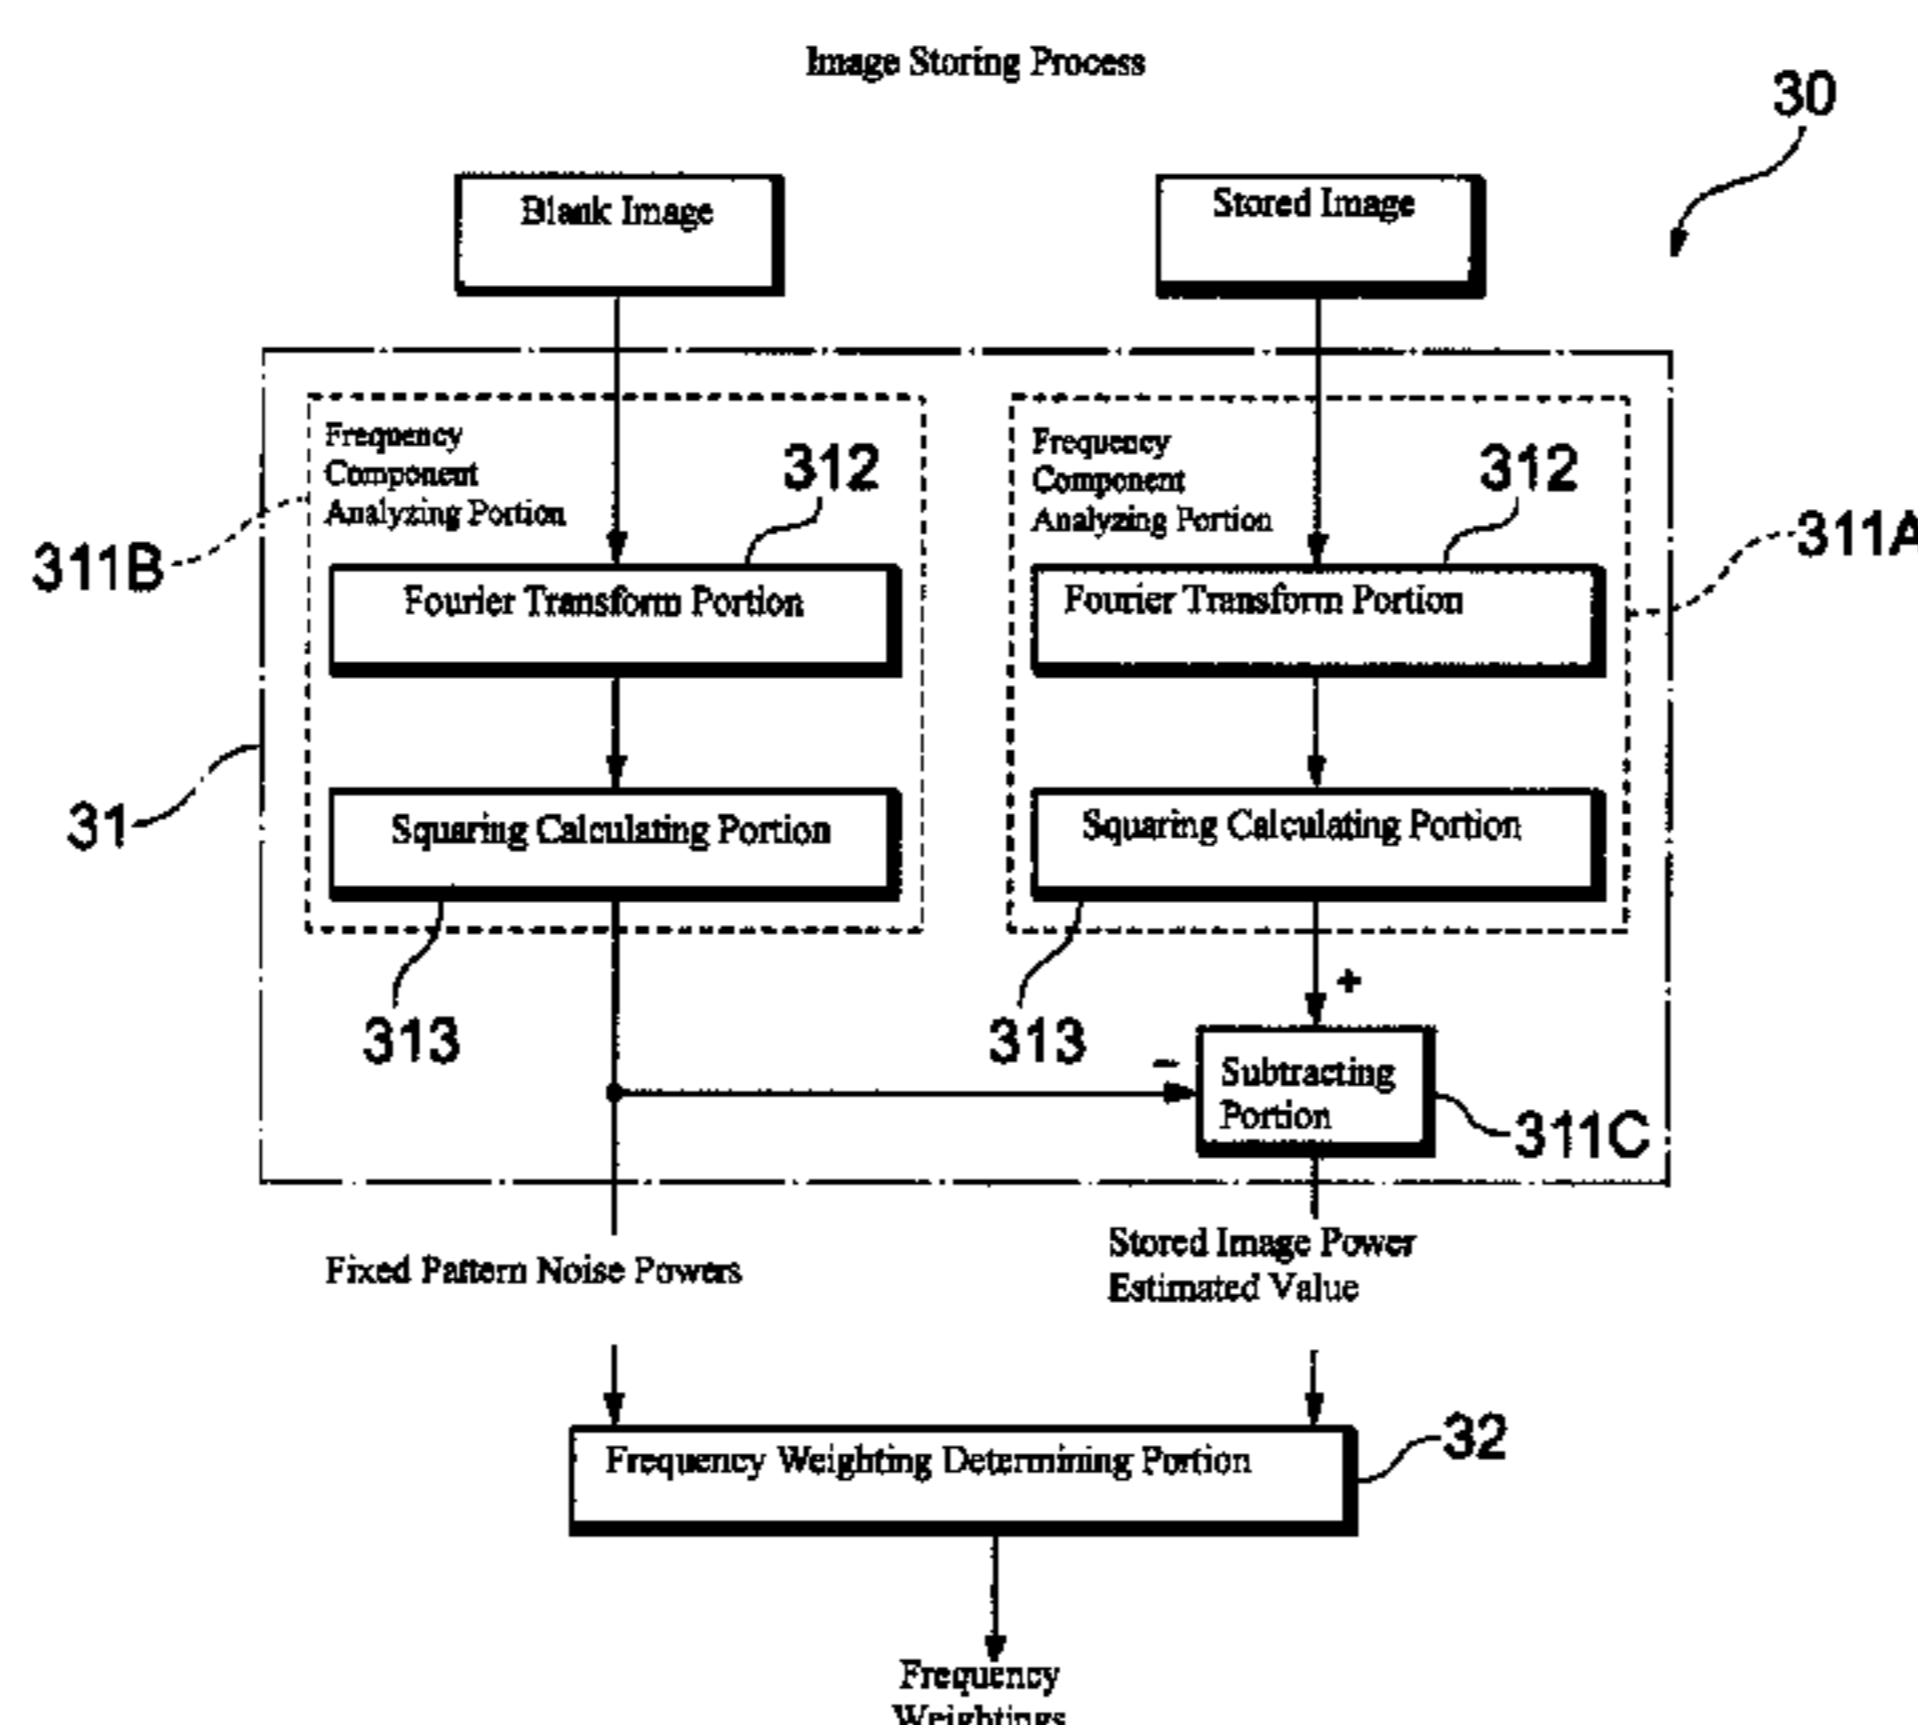 Image Storing Process
30
Blank Image
Stored Image
Frequency
Component
Analyzing Portion
312
Frequency
Component
Analyzing Portion
312
311B
311A
Fourier Transform Portion
Fourier Transform Portion
31
Squaring Calculating Portion
Squaring Calculating Portion
313
313
+
-
Subtracting
Portion
311C
Fixed Pattern Noise Powers
Stored Image Power
Estimated Value
Frequency Weighting Determining Portion
32
Frequency
Weightings